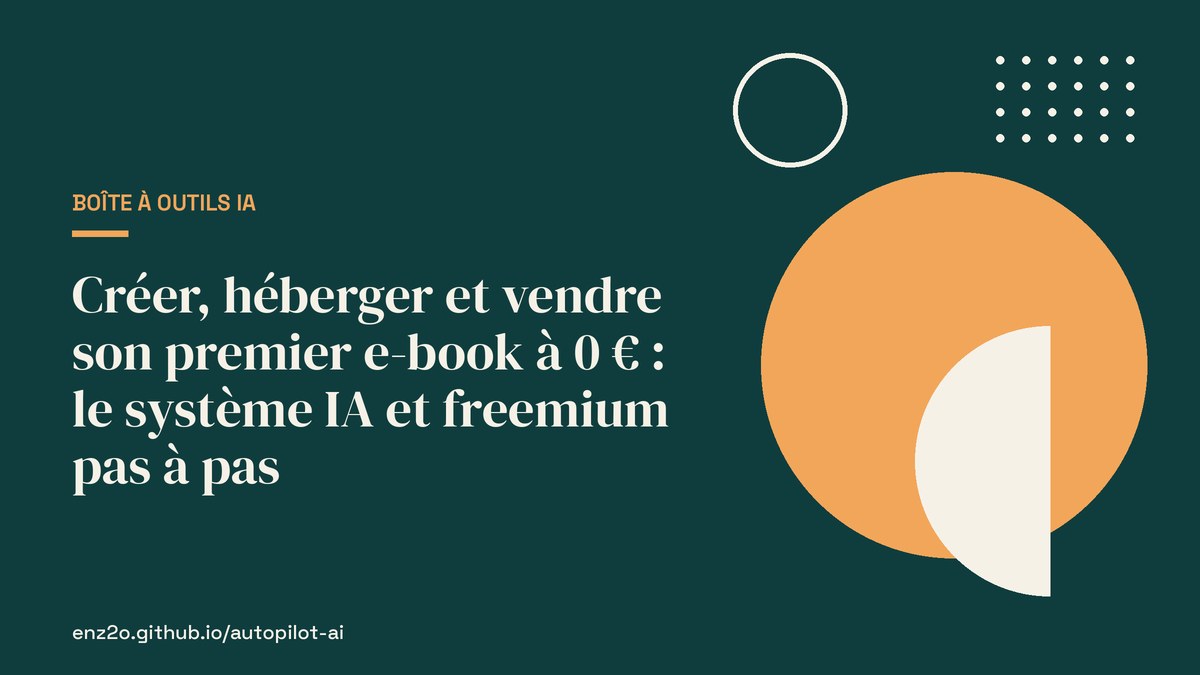 BOÎTE À OUTILS IA
Créer, héberger et vendre
son premier e-book à 0 € :
le système IA et freemium
pas à pas
enz2o.github.io/autopilot-ai